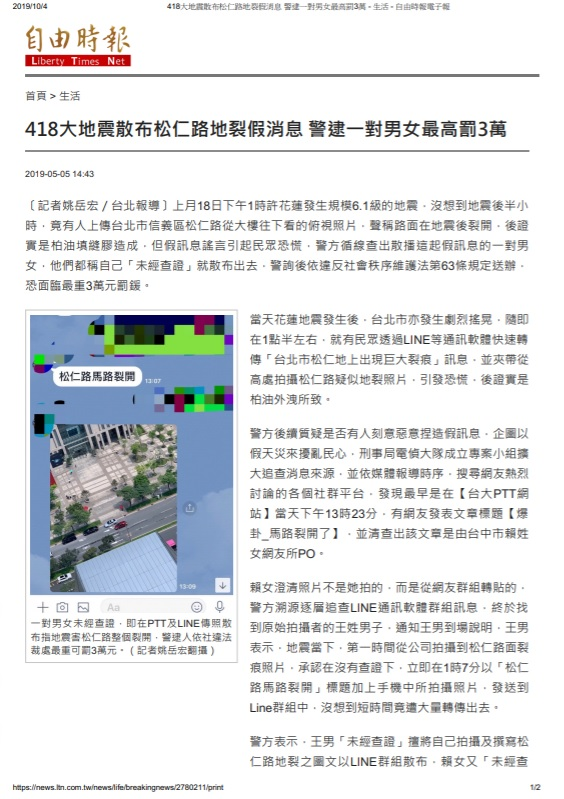 2019/10/4
418大地震散布松仁路地裂假消息 警逮一對男女最高罰3萬 - 生活 - 自由時報電子報
自由時報
Liberty Times Net
首頁 > 生活
418大地震散布松仁路地裂假消息 警逮一對男女最高罰3萬
2019-05-05 14:43
〔記者姚岳宏／台北報導〕上月18日下午1時許花蓮發生規模6.1級的地震，沒想到地震後半小
時，竟有人上傳台北市信義區松仁路從大樓往下看的俯視照片，聲稱路面在地震後裂開，後證
實是柏油填縫膠造成，但假訊息謠言引起民眾恐慌，警方循線查出散播這起假訊息的一對男
女，他們都稱自己「未經查證」就散布出去，警詢後依違反社會秩序維護法第63條規定送辦，
恐面臨最重3萬元罰鍰。
松仁路馬路裂開
13:07
13:09
Aa
一對男女未經查證，即在PTT及LINE傳照散
布指地震害松仁路整個裂開，警逮人依社違法
裁處最重可罰3萬元。（記者姚岳宏翻攝）
當天花蓮地震發生後，台北市亦發生劇烈搖晃，隨即
在1點半左右，就有民眾透過LINE等通訊軟體快速轉
傳「台北市松仁地上出現巨大裂痕」訊息，並夾帶從
高處拍攝松仁路疑似地裂照片，引發恐慌，後證實是
柏油外洩所致。
警方後續質疑是否有人刻意惡意捏造假訊息，企圖以
假天災來擾亂民心，刑事局電偵大隊成立專案小組擴
大追查消息來源，並依媒體報導時序，搜尋網友熱烈
討論的各個社群平台，發現最早是在【台大PTT網
站】當天下午13時23分，有網友發表文章標題【爆
卦_馬路裂開了】，並清查出該文章是由台中市賴姓
女網友所PO。
賴女澄清照片不是她拍的，而是從網友群組轉貼的，
警方溯源逐層追查LINE通訊軟體群組訊息，終於找
到原始拍攝者的王姓男子，通知王男到場說明，王男
表示，地震當下，第一時間從公司拍攝到松仁路面裂
痕照片，承認在沒有查證下，立即在1時7分以「松仁
路馬路裂開」標題加上手機中所拍攝照片，發送到
Line群組中，沒想到短時間竟遭大量轉傳出去。
警方表示，王男「未經查證」擅將自己拍攝及撰寫松
仁路地裂之圖文以LINE群組散布，賴女又「未經查
https://news.ltn.com.tw/news/life/breakingnews/2780211/print
1/2